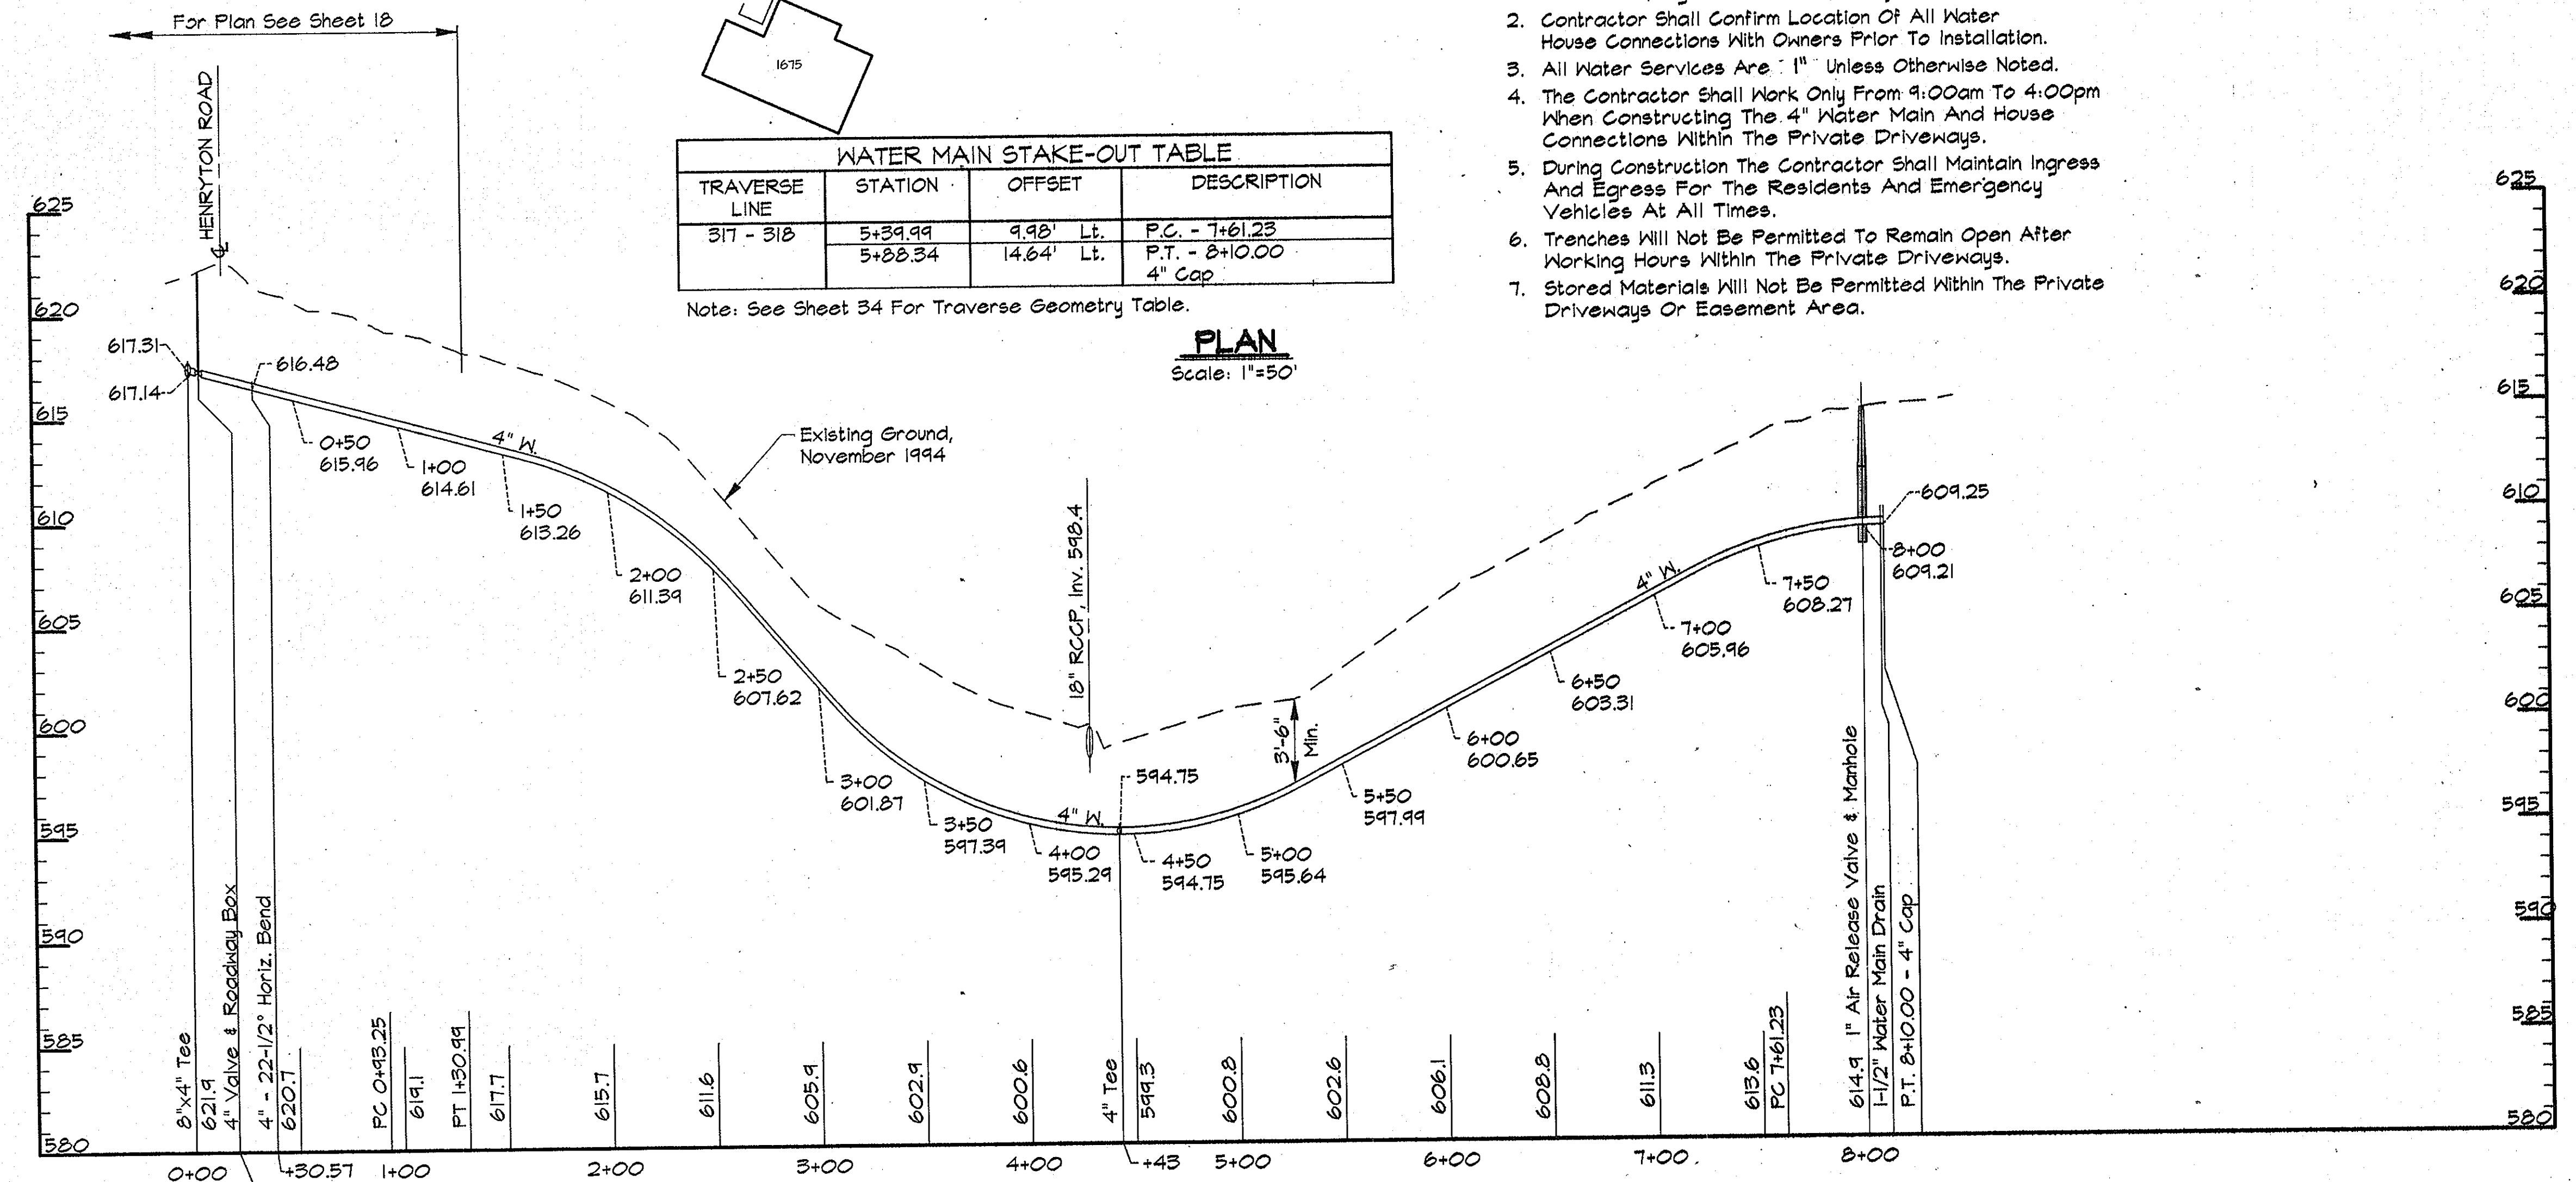 For Plan See Sheet 18
HENRYTON ROAD
1675
WATER MAIN STAKE-OUT TABLE
TRAVERSE LINE STATION OFFSET DESCRIPTION
317 - 318 5+39.99 9.98' Lt. P.C. - 7+61.23
5+88.34 14.64' Lt. P.T. - 8+10.00
4" Cap
Note: See Sheet 34 For Traverse Geometry Table.
PLAN
Scale: 1"=50'
2. Contractor Shall Confirm Location Of All Water
House Connections With Owners Prior To Installation.
3. All Water Services Are 1" Unless Otherwise Noted.
4. The Contractor Shall Work Only From 9:00am To 4:00pm
When Constructing The 4" Water Main And House
Connections Within The Private Driveways.
5. During Construction The Contractor Shall Maintain Ingress
And Egress For The Residents And Emergency
Vehicles At All Times.
6. Trenches Will Not Be Permitted To Remain Open After
Working Hours Within The Private Driveways.
7. Stored Materials Will Not Be Permitted Within The Private
Driveways Or Easement Area.
625
620
615
610
605
600
595
590
585
580
617.31
617.14
616.48
0+50
615.96
1+00
614.61
4" W.
1+50
613.26
2+00
611.39
2+50
607.62
3+00
601.87
3+50
597.39
4+00
595.29
4" W.
594.75
4+50
594.75
5+00
595.64
5+50
597.99
6+00
600.65
6+50
603.31
4" W.
7+00
605.96
7+50
608.27
8+00
609.21
609.25
Existing Ground,
November 1994
18" RCCP, Inv. 598.4
3'-6"
Min.
625
620
615
610
605
600
595
590
585
580
8"x4" Tee
621.9
4" Valve & Roadway Box
4" - 22-1/2° Horiz. Bend
620.7
PC 0+93.25
619.1
PT 1+30.99
617.7
615.7
611.6
605.9
602.9
600.6
4" Tee
599.3
600.8
602.6
606.1
608.8
611.3
613.6
PC 7+61.23
614.9 1" Air Release Valve & Manhole
1-1/2" Water Main Drain
P.T. 8+10.00 - 4" Cap
0+00
+30.57
1+00
2+00
3+00
4+00
+43
5+00
6+00
7+00
8+00